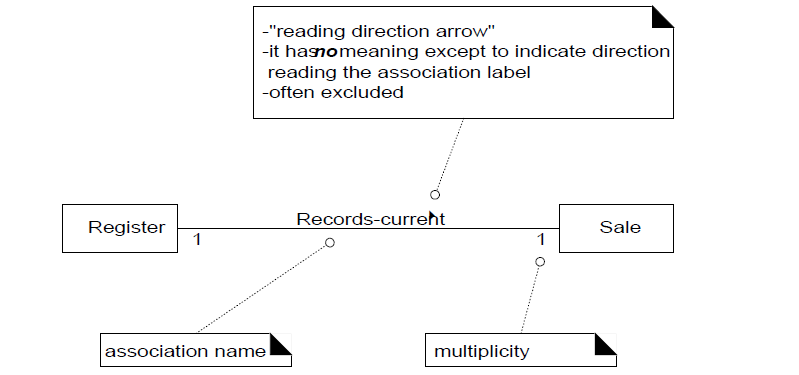 -"reading direction arrow"
-it has no meaning except to indicate direction
reading the association label
-often excluded
Records-current
Register
Sale
1
1
association name
multiplicity